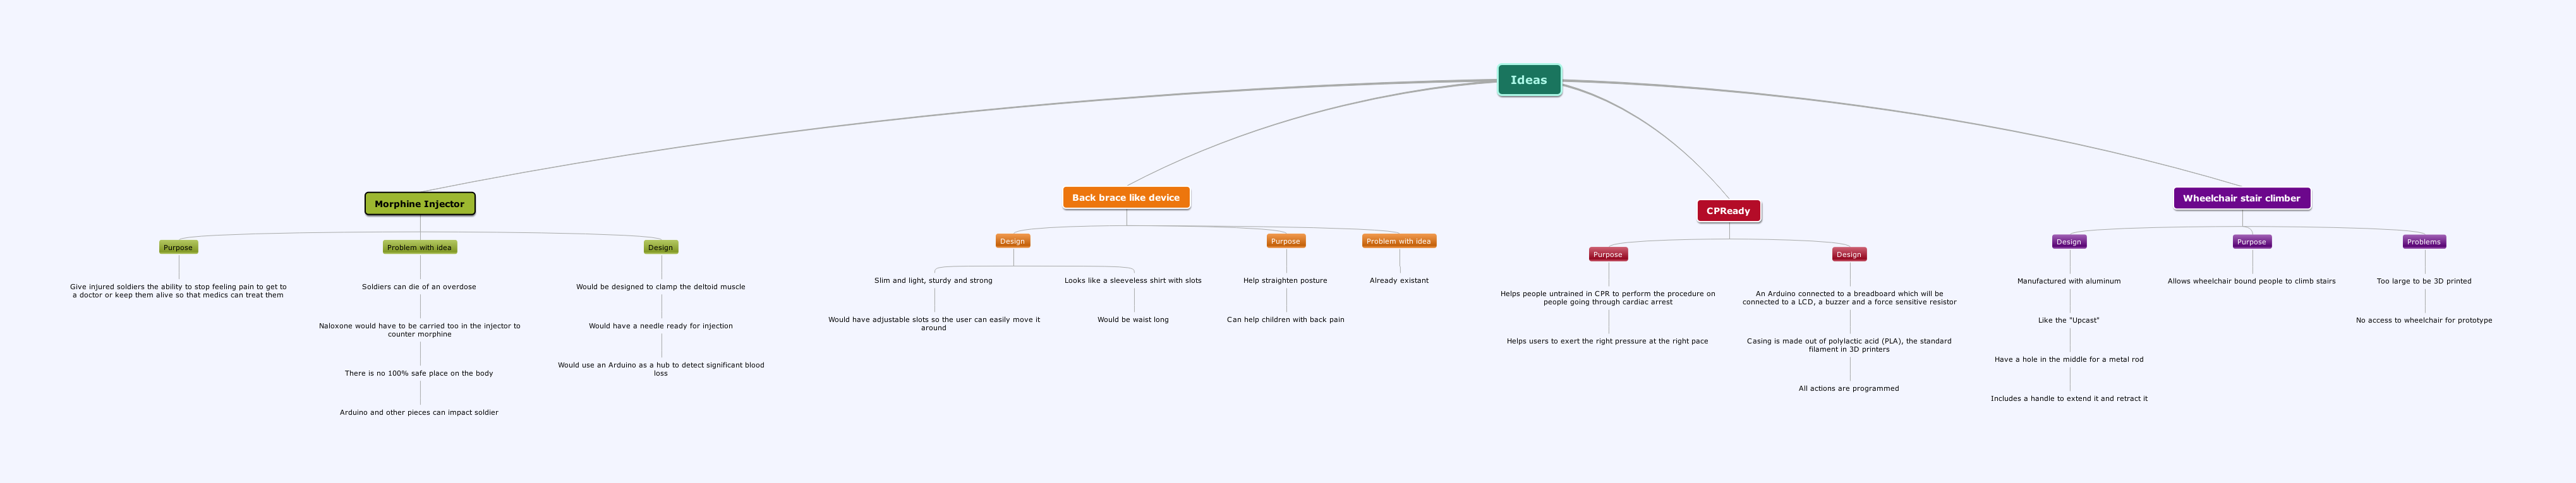 Ideas
Morphine Injector
Purpose
Give injured soldiers the ability to stop feeling pain to get to
a doctor or keep them alive so that medics can treat them
Problem with idea
Soldiers can die of an overdose
Naloxone would have to be carried too in the injector to
counter morphine
There is no 100% safe place on the body
Arduino and other pieces can impact soldier
Design
Would be designed to clamp the deltoid muscle
Would have a needle ready for injection
Would use an Arduino as a hub to detect significant blood
loss
Back brace like device
Design
Slim and light, sturdy and strong
Would have adjustable slots so the user can easily move it
around
Looks like a sleeveless shirt with slots
Would be waist long
Purpose
Help straighten posture
Can help children with back pain
Problem with idea
Already existant
CPReady
Purpose
Helps people untrained in CPR to perform the procedure on
people going through cardiac arrest
Helps users to exert the right pressure at the right pace
Design
An Arduino connected to a breadboard which will be
connected to a LCD, a buzzer and a force sensitive resistor
Casing is made out of polylactic acid (PLA), the standard
filament in 3D printers
All actions are programmed
Wheelchair stair climber
Design
Manufactured with aluminum
Like the "Upcast"
Have a hole in the middle for a metal rod
Includes a handle to extend it and retract it
Purpose
Allows wheelchair bound people to climb stairs
Problems
Too large to be 3D printed
No access to wheelchair for prototype